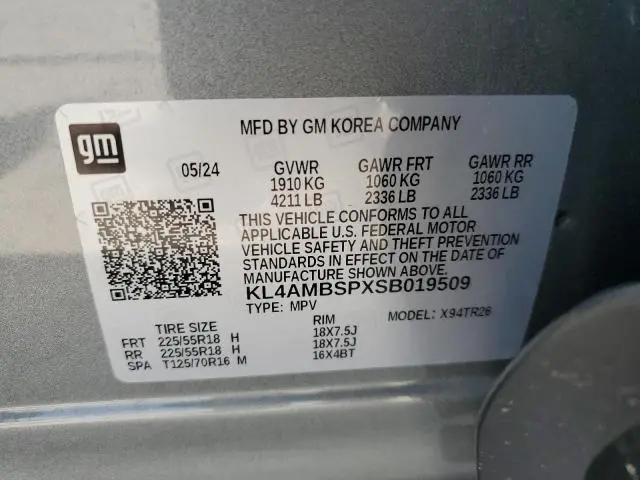 gm
MFD BY GM KOREA COMPANY
05/24 GVWR GAWR FRT GAWR RR
1910 KG 1060 KG 1060 KG
4211 LB 2336 LB 2336 LB
THIS VEHICLE CONFORMS TO ALL
APPLICABLE U.S. FEDERAL MOTOR
VEHICLE SAFETY AND THEFT PREVENTION
STANDARDS IN EFFECT ON THE DATE OF
MANUFACTURE SHOWN ABOVE.
KL4AMBSPXSB019509
TYPE: MPV MODEL: X94TR26
TIRE SIZE RIM
FRT 225/55R18 H 18X7.5J
RR 225/55R18 H 18X7.5J
SPA T125/70R16 M 16X4BT